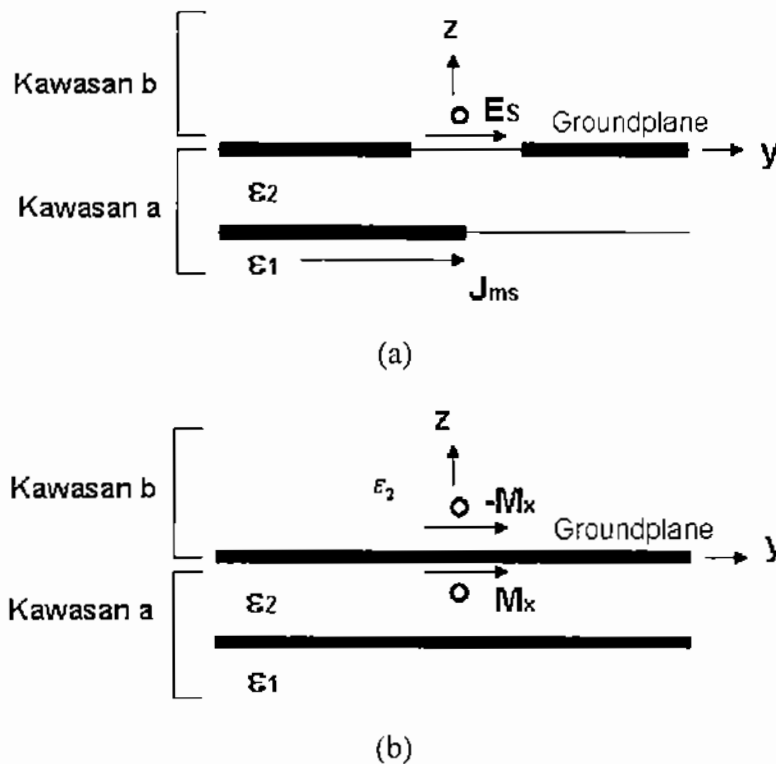 z
Kawasan b
Es
Groundplane
y
ε2
Kawasan a
ε1
Jms
(a)
z
Kawasan b
ε2
-Mx
Groundplane
y
Kawasan a
ε2
Mx
ε1
(b)